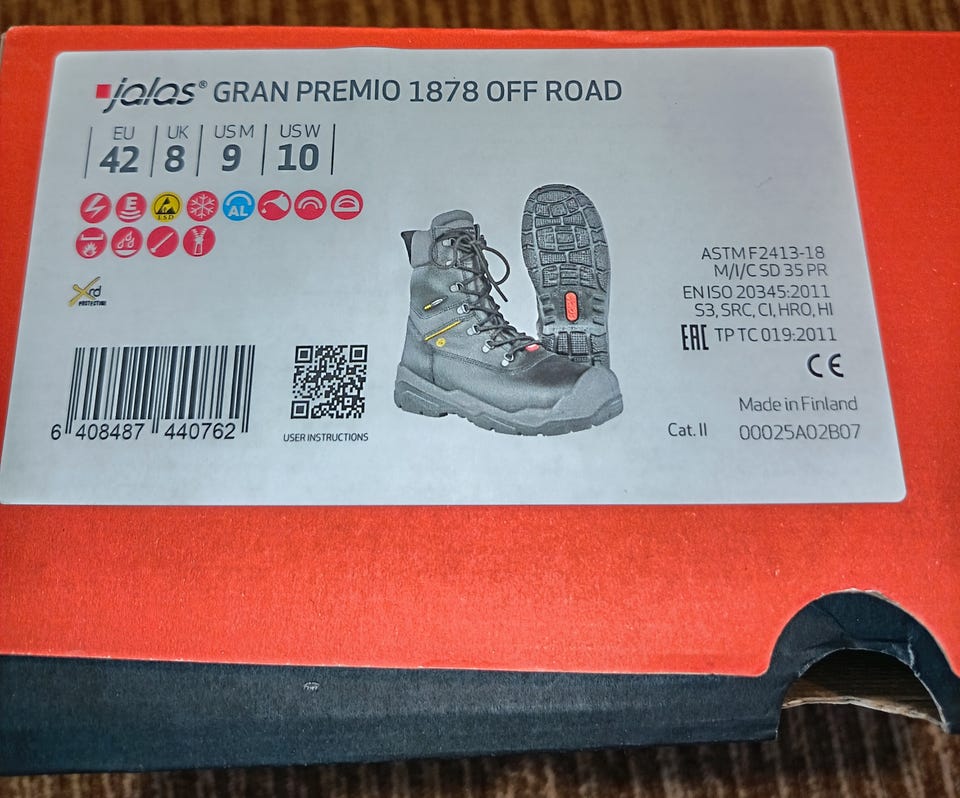 jalas® GRAN PREMIO 1878 OFF ROAD
EU UK US M US W
42 8 9 10
E ESD AL
xrd
PROTECTION
6 408487 440762
USER INSTRUCTIONS
ASTM F2413-18
M/I/C SD 35 PR
EN ISO 20345:2011
S3, SRC, CI, HRO, HI
EAC TP TC 019:2011
CE
Made in Finland
Cat. II 00025A02B07